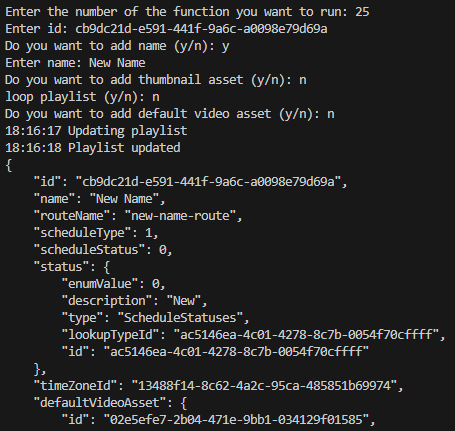 Enter the number of the function you want to run: 25
Enter id: cb9dc21d-e591-441f-9a6c-a0098e79d69a
Do you want to add name (y/n): y
Enter name: New Name
Do you want to add thumbnail asset (y/n): n
loop playlist (y/n): n
Do you want to add default video asset (y/n): n
18:16:17 Updating playlist
18:16:18 Playlist updated
{
    "id": "cb9dc21d-e591-441f-9a6c-a0098e79d69a",
    "name": "New Name",
    "routeName": "new-name-route",
    "scheduleType": 1,
    "scheduleStatus": 0,
    "status": {
        "enumValue": 0,
        "description": "New",
        "type": "ScheduleStatuses",
        "lookupTypeId": "ac5146ea-4c01-4278-8c7b-0054f70cffff",
        "id": "ac5146ea-4c01-4278-8c7b-0054f70cffff"
    },
    "timeZoneId": "13488f14-8c62-4a2c-95ca-485851b69974",
    "defaultVideoAsset": {
        "id": "02e5efe7-2b04-471e-9bb1-034129f01585",